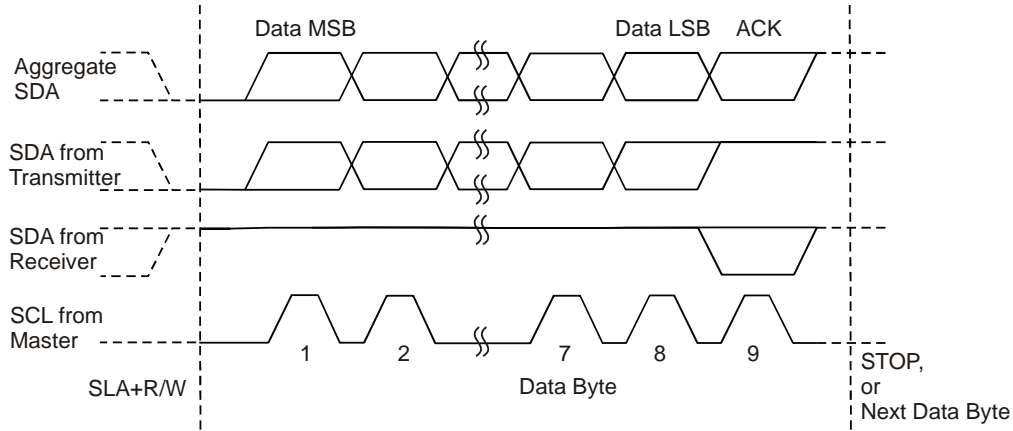 Data MSB
Data LSB
ACK
Aggregate
SDA
SDA from
Transmitter
SDA from
Receiver
SCL from
Master
1
2
7
8
9
SLA+R/W
Data Byte
STOP,
or
Next Data Byte